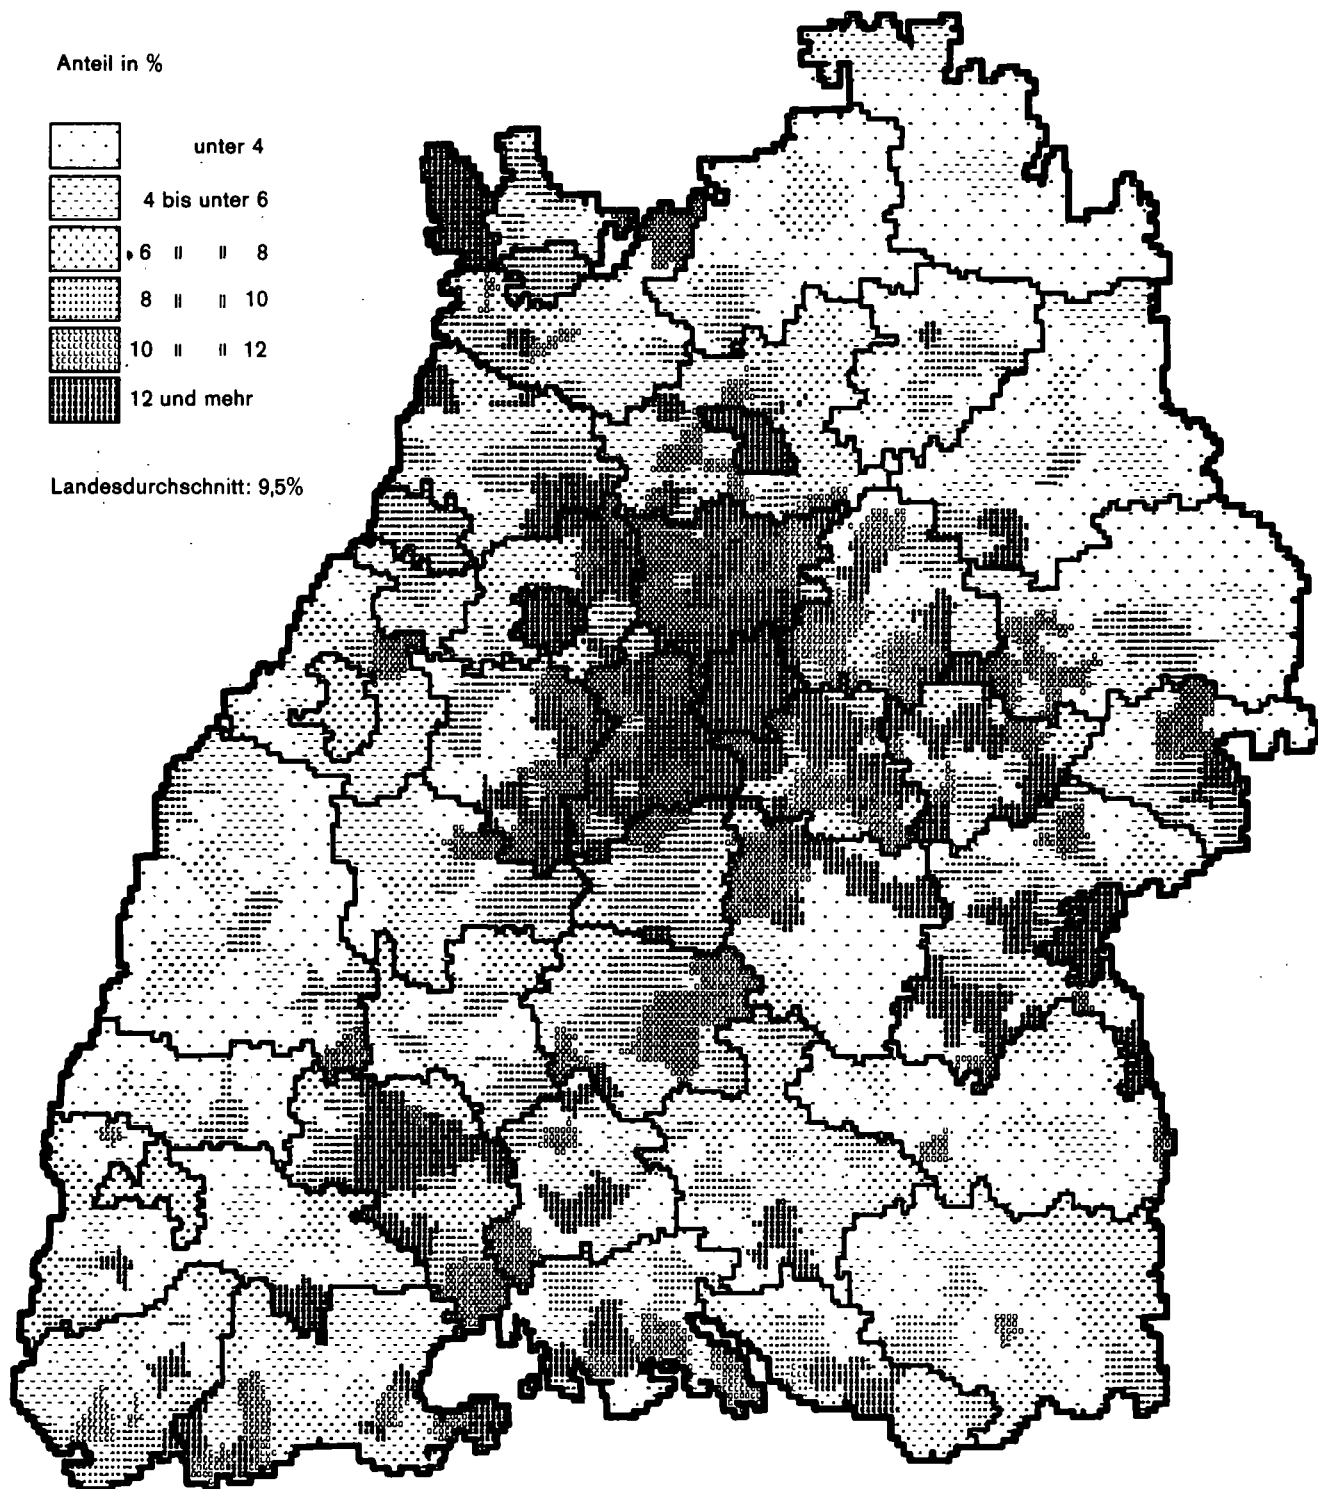 Anteil in %
unter 4
4 bis unter 6
6 " " 8
8 " " 10
10 " " 12
12 und mehr
Landesdurchschnitt: 9,5%